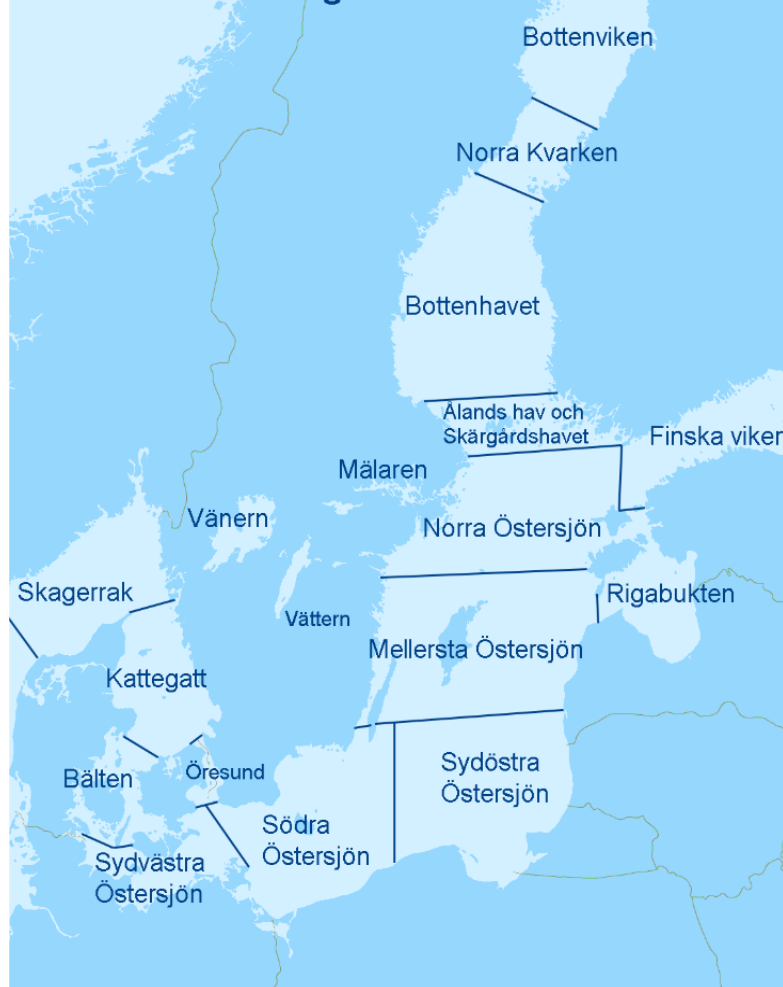 Bottenviken
Norra Kvarken
Bottenhavet
Ålands hav och
Skärgårdshavet
Finska viken
Mälaren
Vänern
Norra Östersjön
Skagerrak
Rigabukten
Vättern
Mellersta Östersjön
Kattegatt
Sydöstra
Östersjön
Öresund
Bälten
Södra
Östersjön
Sydvästra
Östersjön